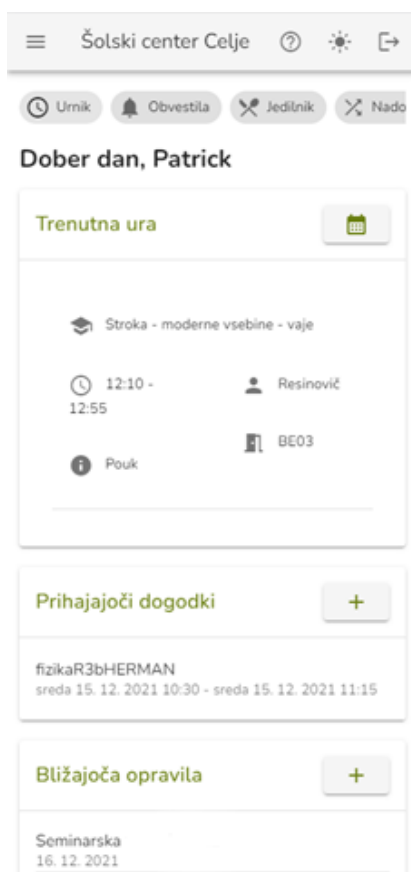 Šolski center Celje
Urnik Obvestila Jedilnik Nado
Dober dan, Patrick
Trenutna ura
Stroka - moderne vsebine - vaje
12:10 -
12:55
Resinovič
BE03
Pouk
Prihajajoči dogodki
fizikaR3bHERMAN
sreda 15. 12. 2021 10:30 - sreda 15. 12. 2021 11:15
Bližajoča opravila
Seminarska
16. 12. 2021